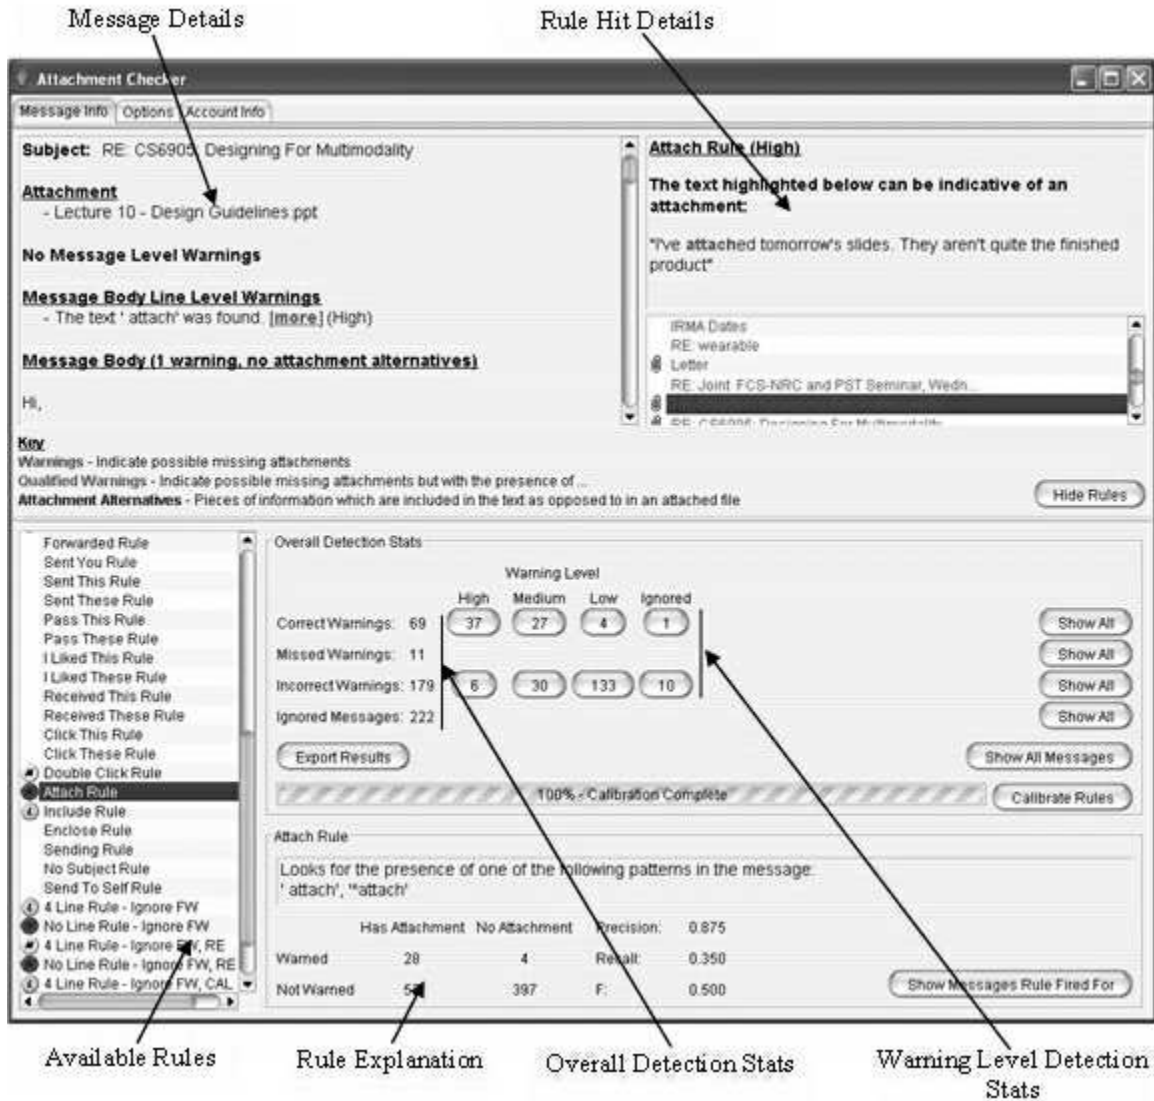 Message Details
Rule Hit Details
Attachment Checker
Message Info Options Account Info
Subject: RE: CS6905: Designing For Multimodality
Attachment
- Lecture 10 - Design Guidelines.ppt
No Message Level Warnings
Message Body Line Level Warnings
- The text ' attach' was found. [more] (High)
Message Body (1 warning, no attachment alternatives)
Hi,
Attach Rule (High)
The text highlighted below can be indicative of an
attachment:
"I've attached tomorrow's slides. They aren't quite the finished
product"
IRMA Dates
RE: wearable
Letter
RE: Joint FCS-NRC and PST Seminar, Wedn...
RE: CS6905: Designing For Multimodality
Key
Warnings - Indicate possible missing attachments
Qualified Warnings - Indicate possible missing attachments but with the presence of ...
Attachment Alternatives - Pieces of information which are included in the text as opposed to in an attached file
Hide Rules
Forwarded Rule
Sent You Rule
Sent This Rule
Sent These Rule
Pass This Rule
Pass These Rule
I Liked This Rule
I Liked These Rule
Received This Rule
Received These Rule
Click This Rule
Click These Rule
Double Click Rule
Attach Rule
Include Rule
Enclose Rule
Sending Rule
No Subject Rule
Send To Self Rule
4 Line Rule - Ignore FW
No Line Rule - Ignore FW
4 Line Rule - Ignore FW, RE
No Line Rule - Ignore FW, RE
4 Line Rule - Ignore FW, CAL
Overall Detection Stats
Warning Level
High Medium Low Ignored
Correct Warnings: 69 37 27 4 1 Show All
Missed Warnings: 11 Show All
Incorrect Warnings: 179 6 30 133 10 Show All
Ignored Messages: 222 Show All
Export Results Show All Messages
100% - Calibration Complete Calibrate Rules
Attach Rule
Looks for the presence of one of the following patterns in the message:
' attach', '"attach'
Has Attachment No Attachment Precision: 0.875
Warned 28 4 Recall: 0.350
Not Warned 397 F: 0.500
Show Messages Rule Fired For
Available Rules
Rule Explanation
Overall Detection Stats
Warning Level Detection
Stats